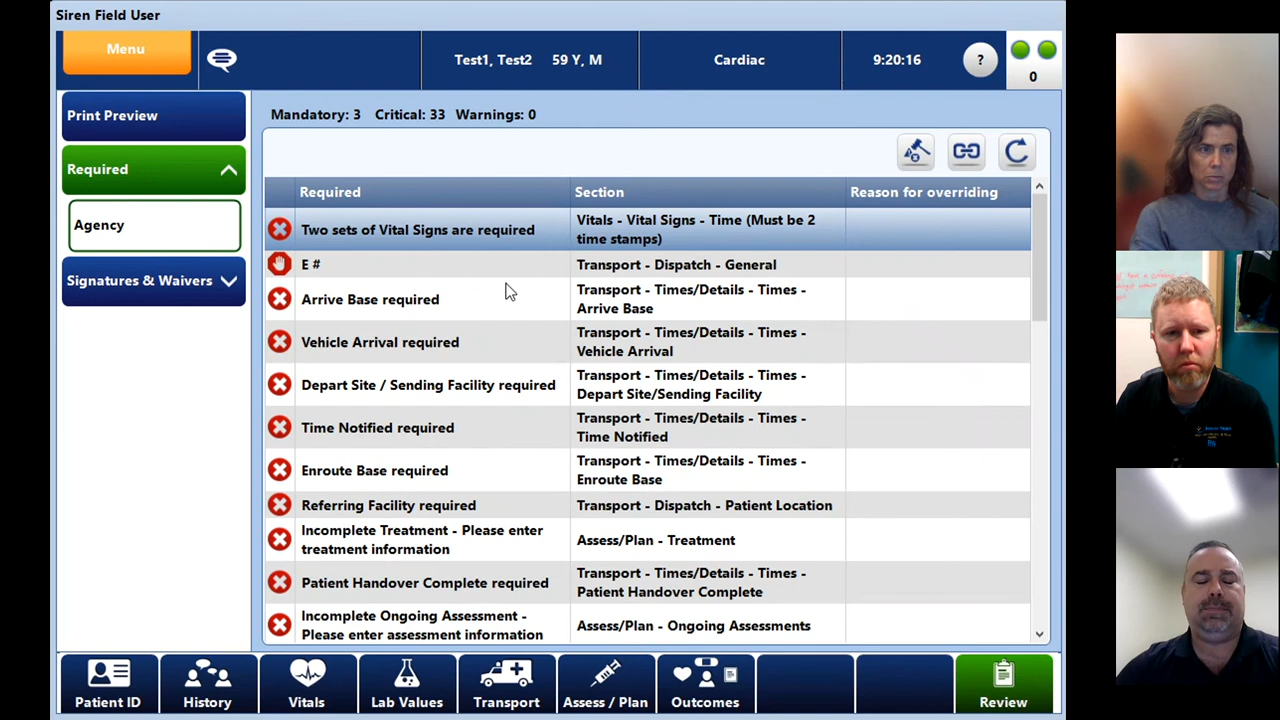 Siren Field User
Menu
Test1, Test2 59 Y, M
Cardiac
9:20:16
?
0
Print Preview
Required
Agency
Signatures & Waivers
Mandatory: 3 Critical: 33 Warnings: 0
Required
Section
Reason for overriding
Two sets of Vital Signs are required
Vitals - Vital Signs - Time (Must be 2
time stamps)
E #
Transport - Dispatch - General
Arrive Base required
Transport - Times/Details - Times -
Arrive Base
Vehicle Arrival required
Transport - Times/Details - Times -
Vehicle Arrival
Depart Site / Sending Facility required
Transport - Times/Details - Times -
Depart Site/Sending Facility
Time Notified required
Transport - Times/Details - Times -
Time Notified
Enroute Base required
Transport - Times/Details - Times -
Enroute Base
Referring Facility required
Transport - Dispatch - Patient Location
Incomplete Treatment - Please enter
treatment information
Assess/Plan - Treatment
Patient Handover Complete required
Transport - Times/Details - Times -
Patient Handover Complete
Incomplete Ongoing Assessment -
Please enter assessment information
Assess/Plan - Ongoing Assessments
Patient ID
History
Vitals
Lab Values
Transport
Assess / Plan
Outcomes
Review